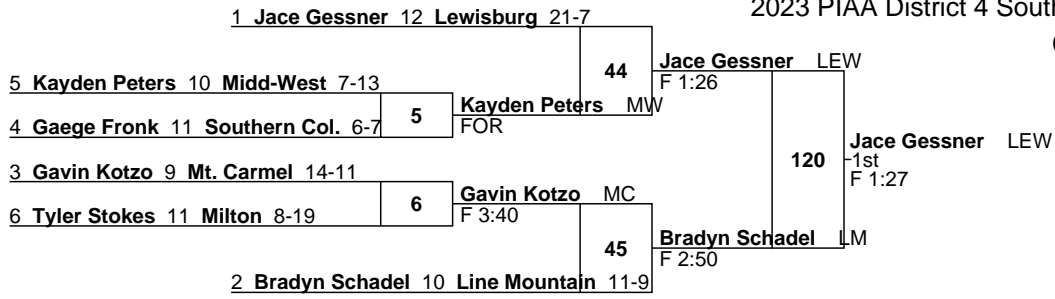 2023 PIAA District 4 South
1 Jace Gessner 12 Lewisburg 21-7
44
Jace Gessner LEW
F 1:26
5 Kayden Peters 10 Midd-West 7-13
5
Kayden Peters MW
FOR
4 Gaege Fronk 11 Southern Col. 6-7
120
Jace Gessner LEW
1st
F 1:27
3 Gavin Kotzo 9 Mt. Carmel 14-11
6
Gavin Kotzo MC
F 3:40
6 Tyler Stokes 11 Milton 8-19
45
Bradyn Schadel LM
F 2:50
2 Bradyn Schadel 10 Line Mountain 11-9